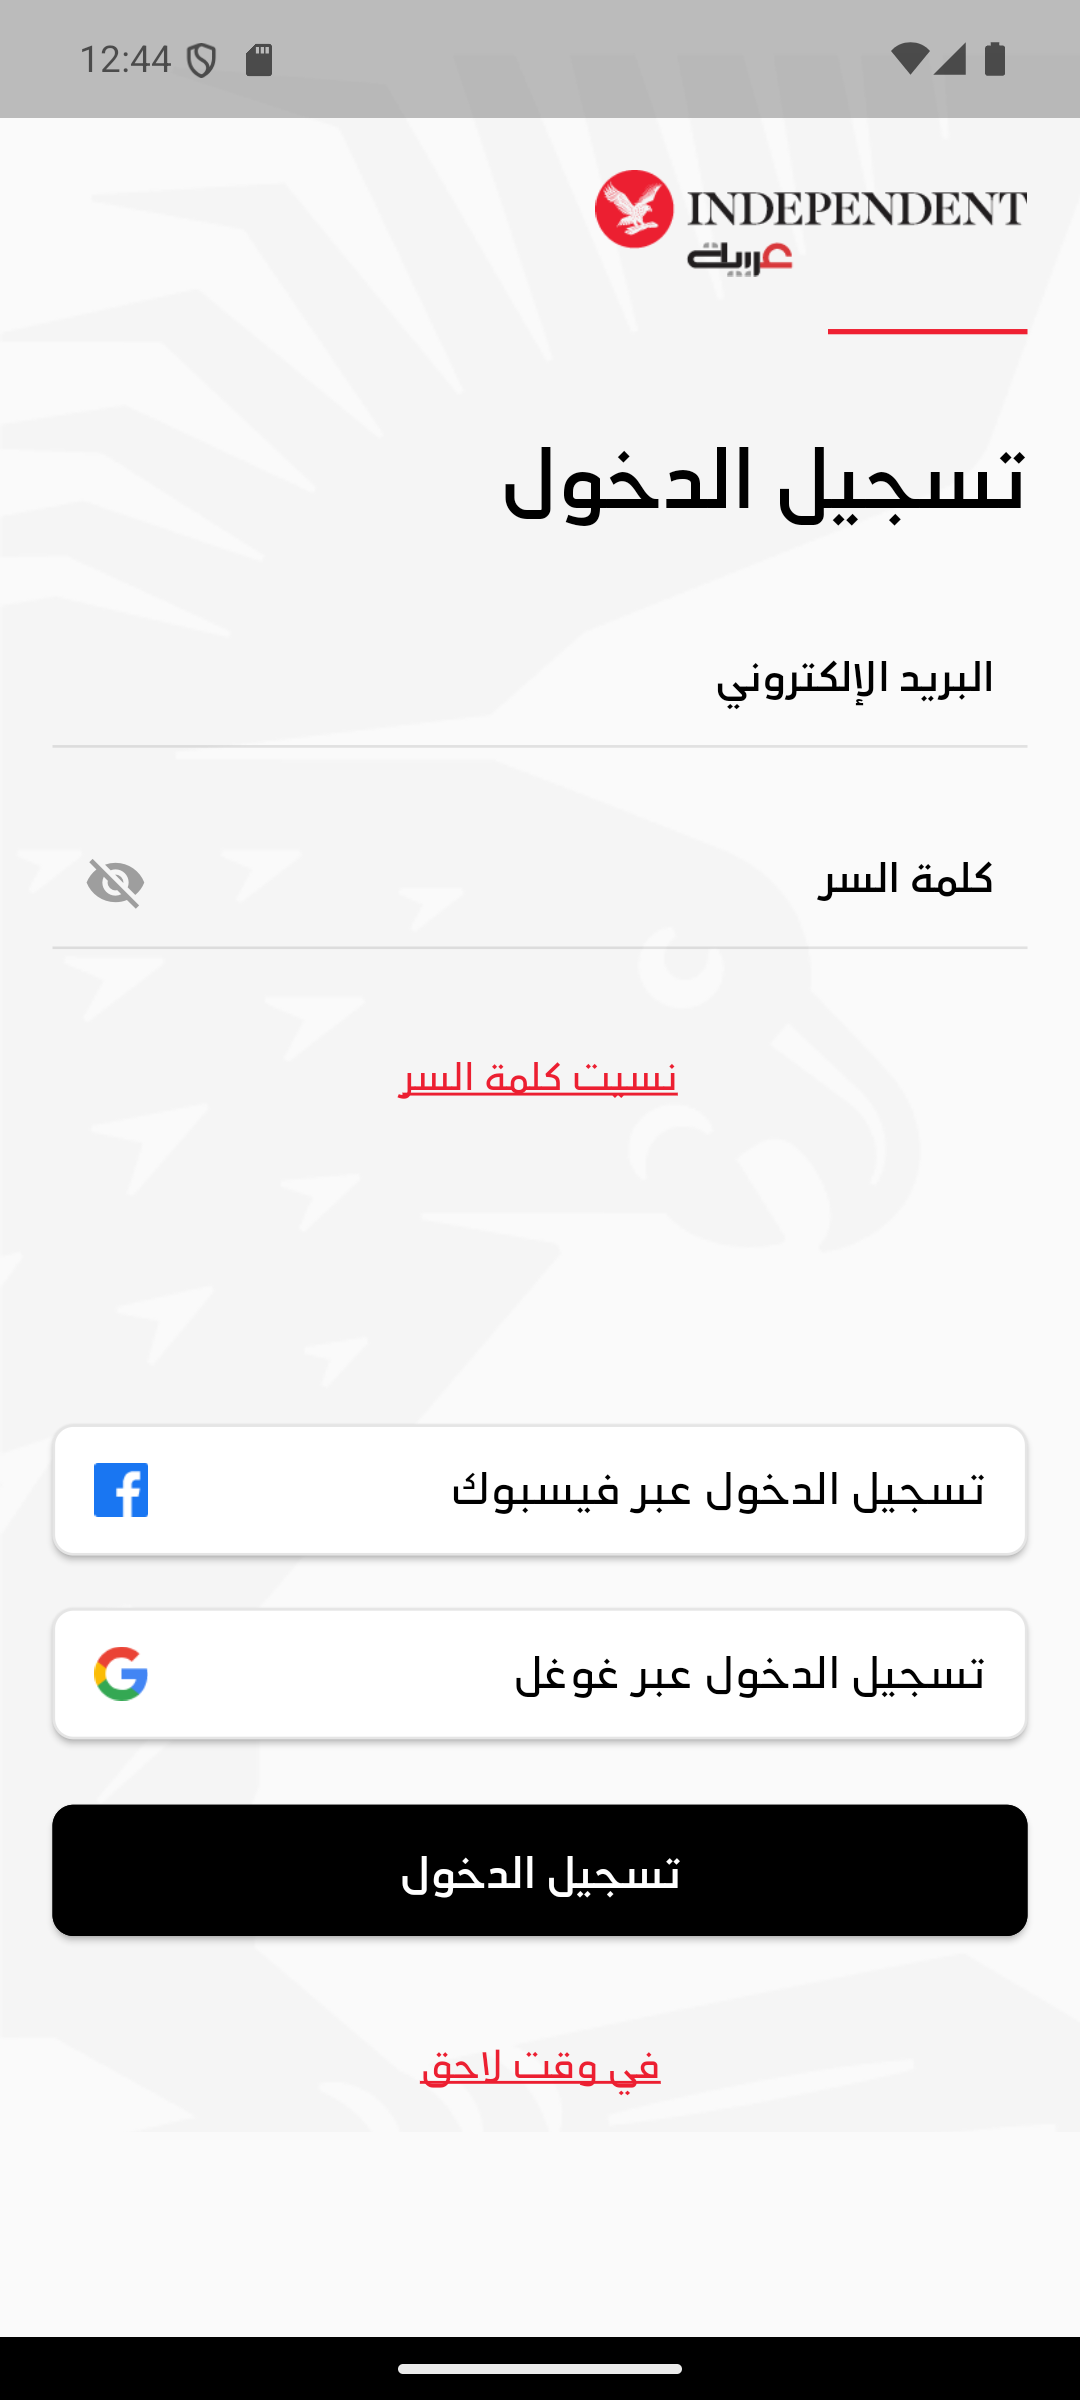 12:44
INDEPENDENT
عربية
تسجيل الدخول
البريد الإلكتروني
كلمة السر
نسيت كلمة السر
تسجيل الدخول عبر فيسبوك
تسجيل الدخول عبر غوغل
تسجيل الدخول
في وقت لاحق